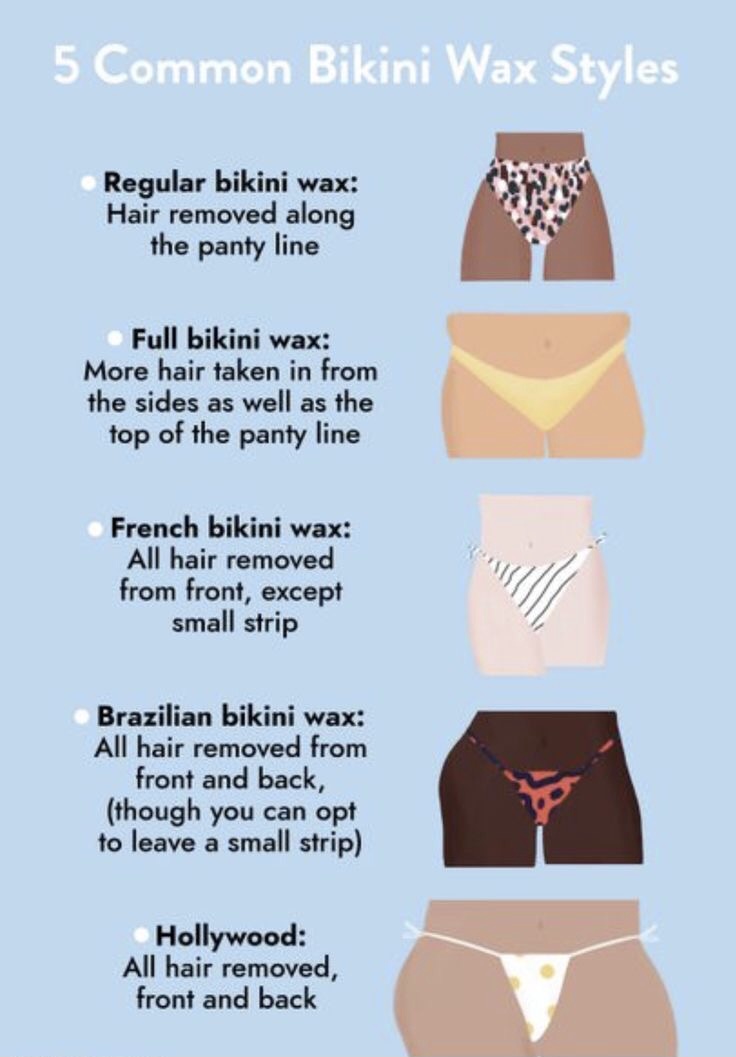 5 Common Bikini Wax Styles
Regular bikini wax:
Hair removed along
the panty line
Full bikini wax:
More hair taken in from
the sides as well as the
top of the panty line
French bikini wax:
All hair removed
from front, except
small strip
Brazilian bikini wax:
All hair removed from
front and back,
(though you can opt
to leave a small strip)
Hollywood:
All hair removed,
front and back